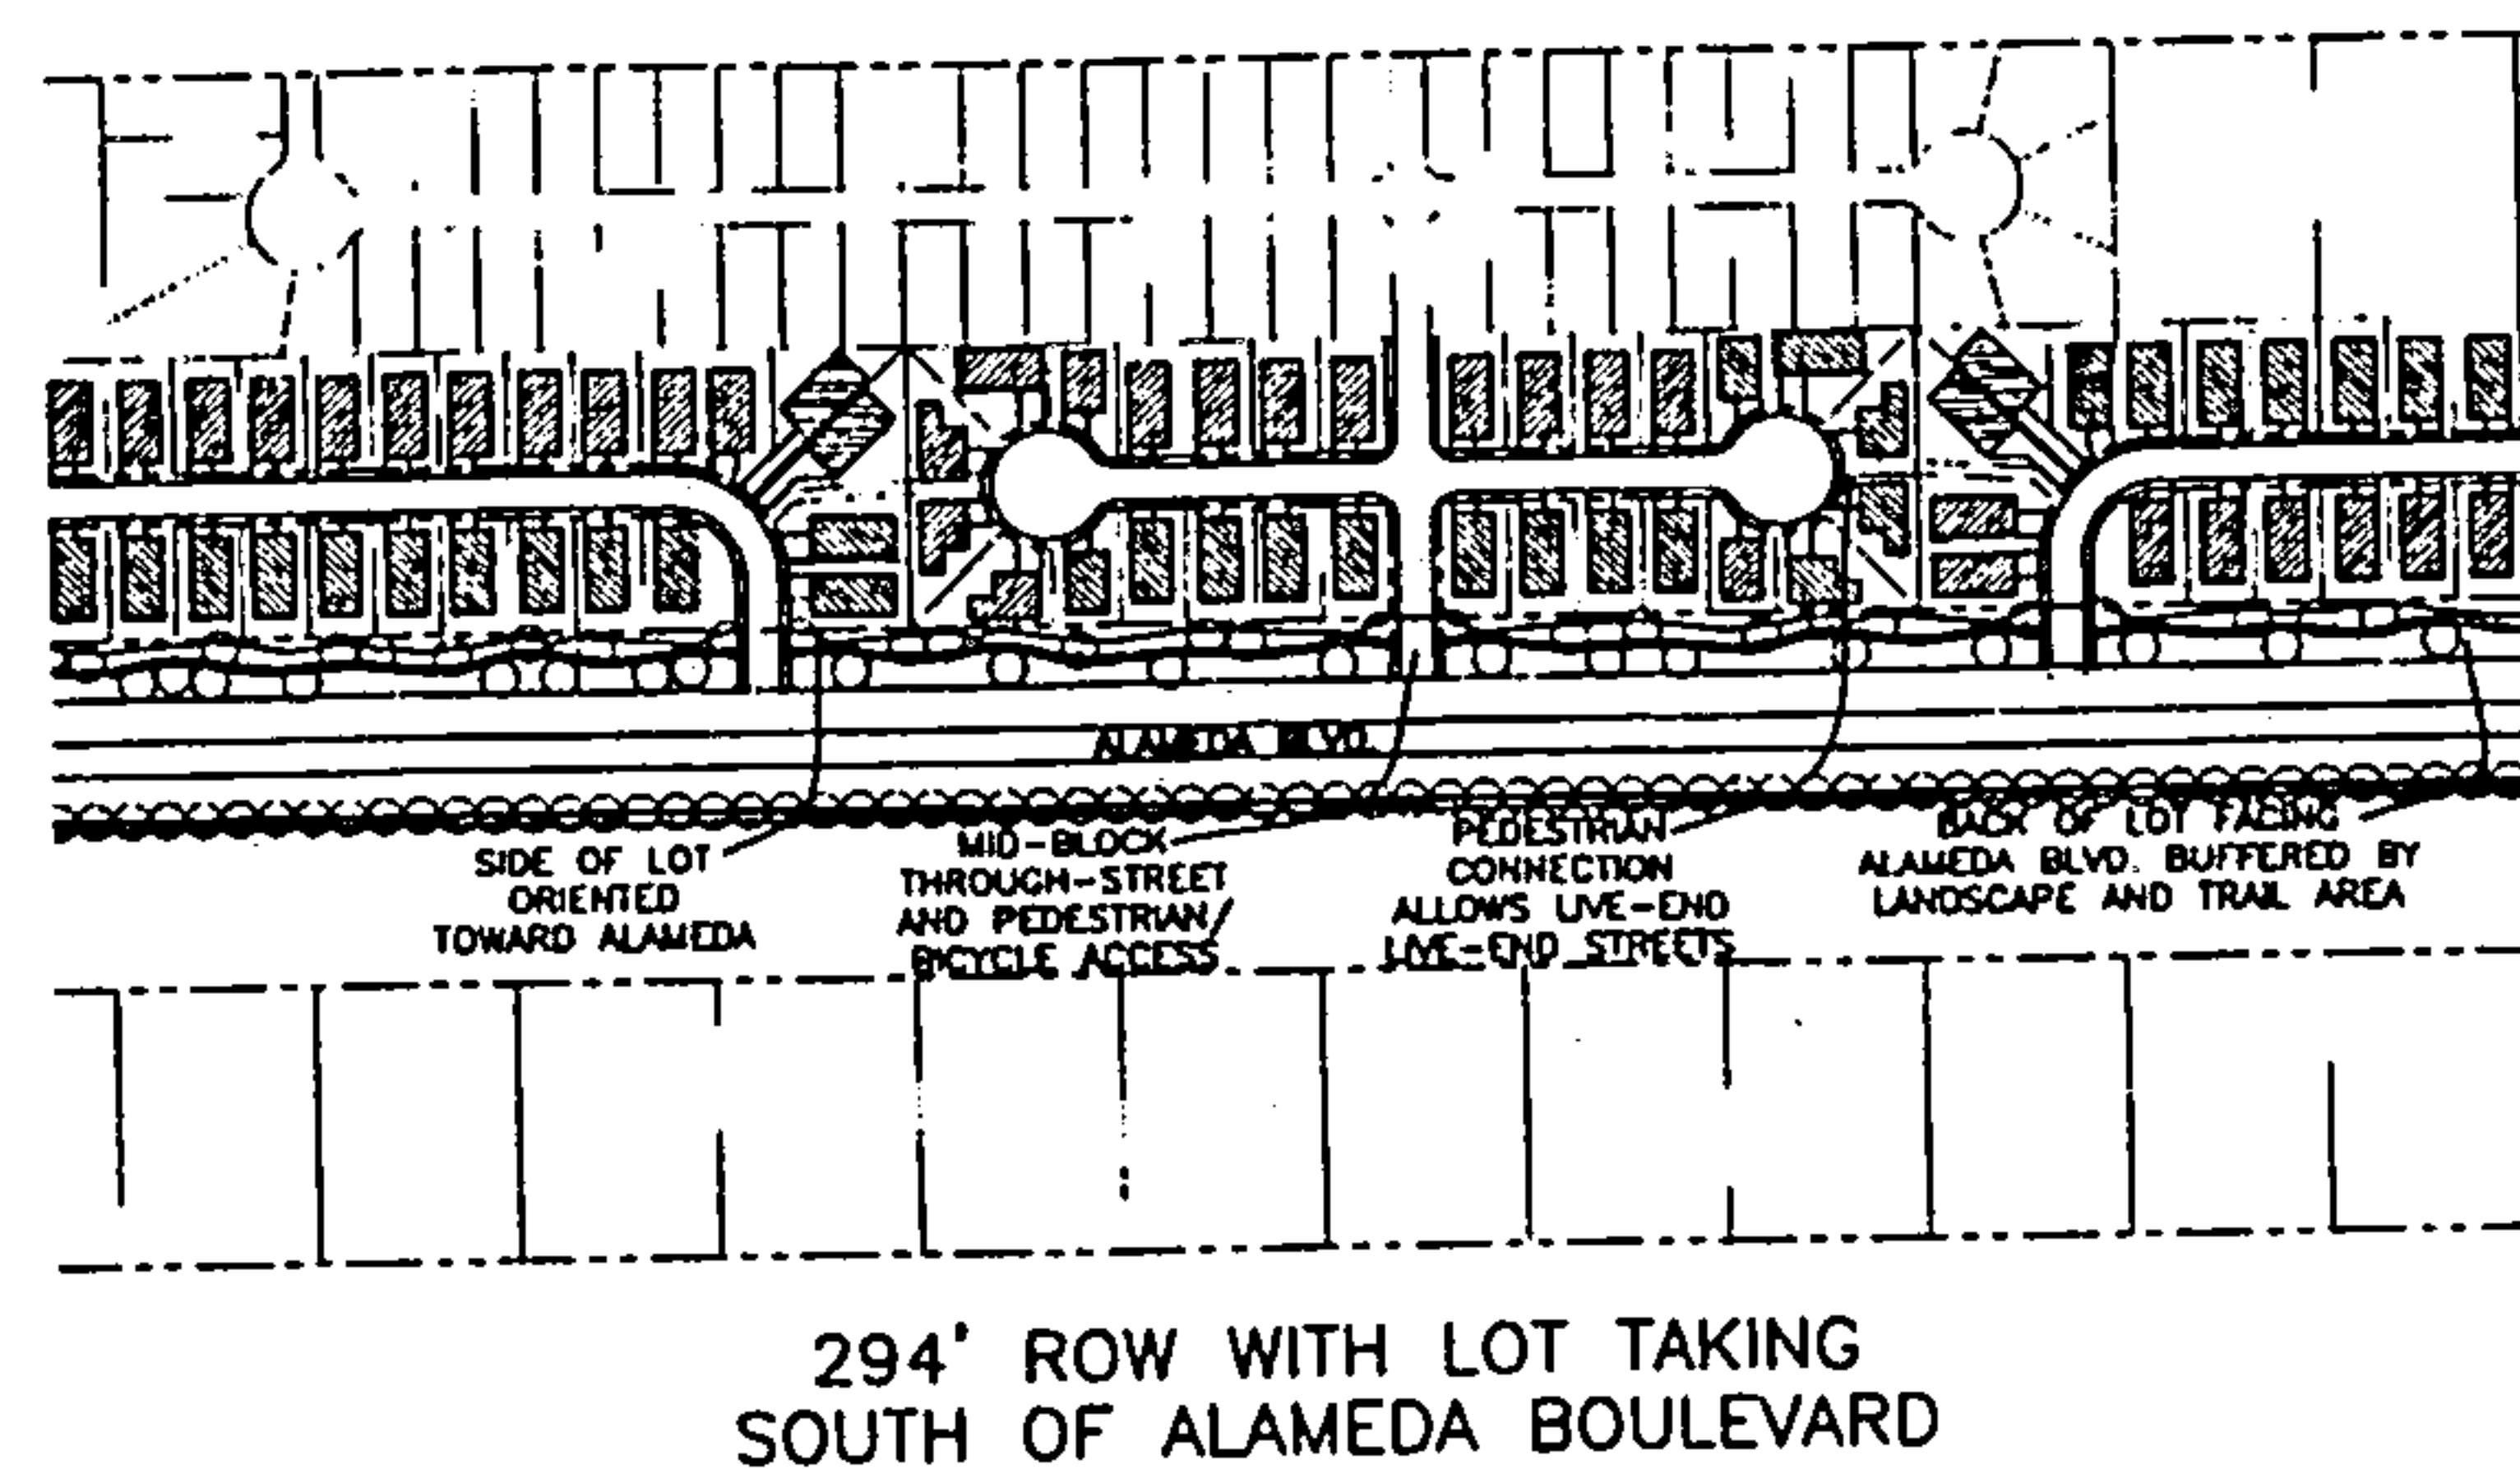 ALAMEDA BLVD.
SIDE OF LOT
ORIENTED
TOWARD ALAMEDA
MID-BLOCK
THROUGH-STREET
AND PEDESTRIAN/
BICYCLE ACCESS
PEDESTRIAN
CONNECTION
ALLOWS LIVE-END
LIVE-END STREETS
BACK OF LOT FACING
ALAMEDA BLVD. BUFFERED BY
LANDSCAPE AND TRAIL AREA
294' ROW WITH LOT TAKING
SOUTH OF ALAMEDA BOULEVARD